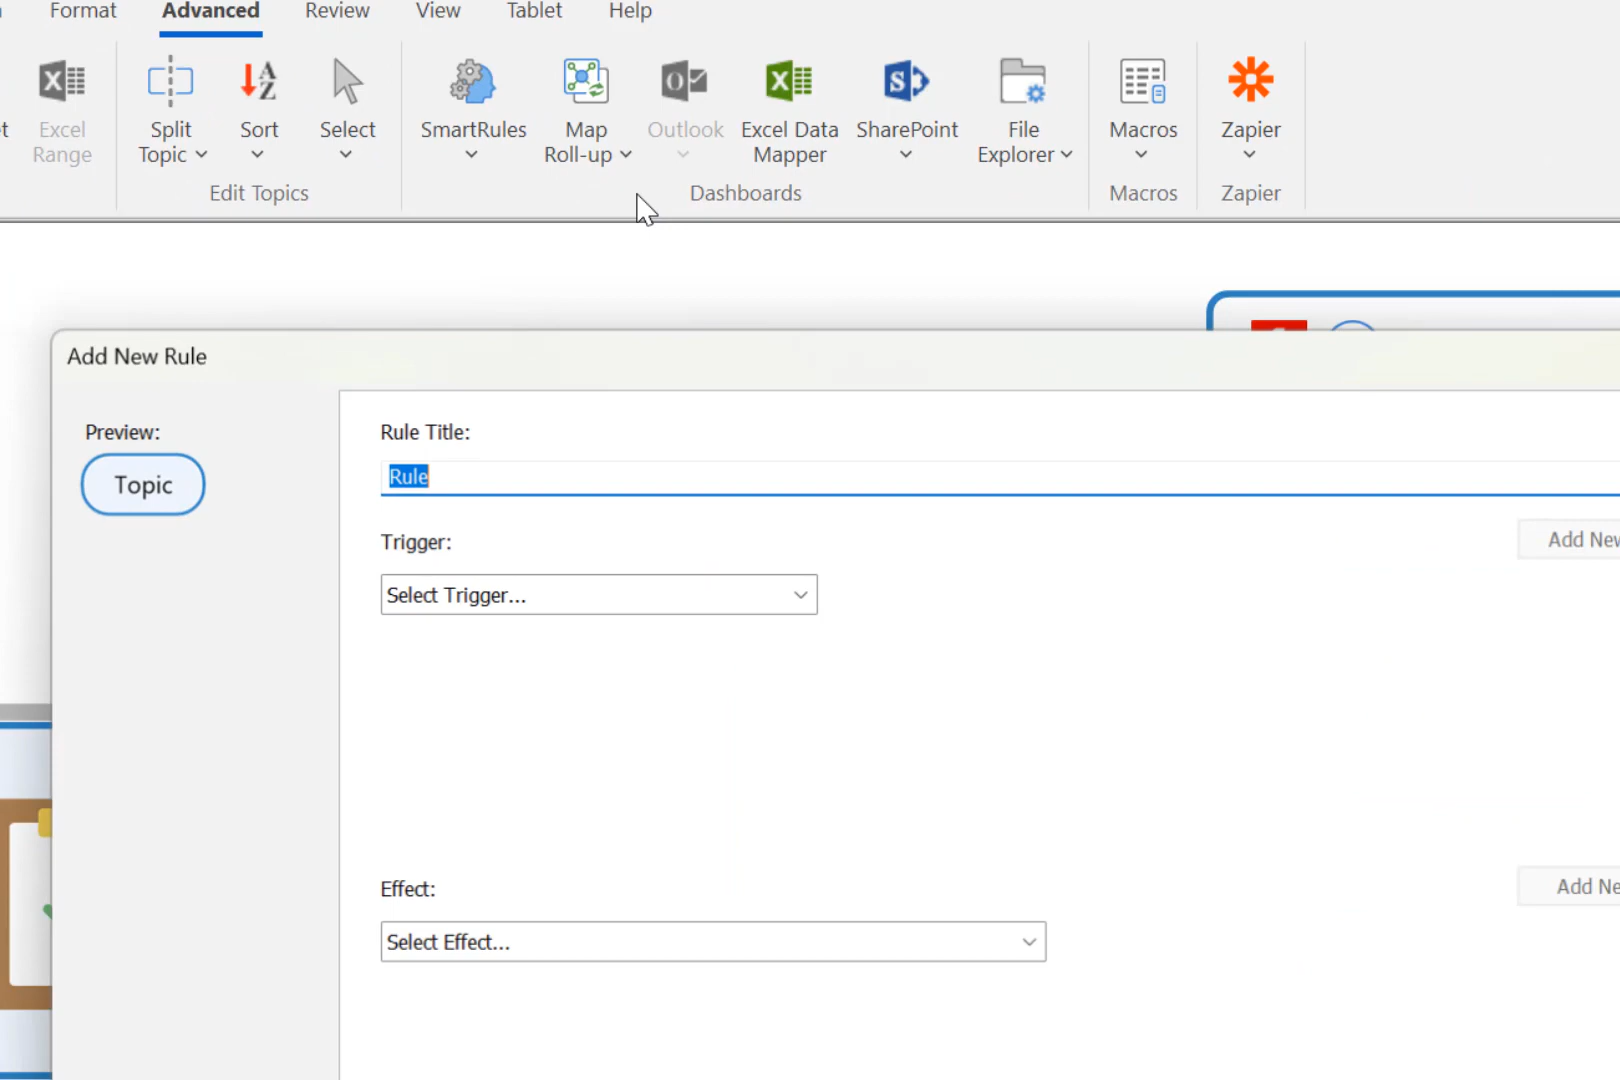 Format Advanced Review View Tablet Help
Excel Range
Split Topic
Sort
Select
SmartRules
Map Roll-up
Outlook
Excel Data Mapper
SharePoint
File Explorer
Macros
Zapier
Edit Topics
Dashboards
Macros
Zapier
Add New Rule
Preview:
Topic
Rule Title:
Rule
Trigger:
Add New
Select Trigger...
Effect:
Add Ne
Select Effect...